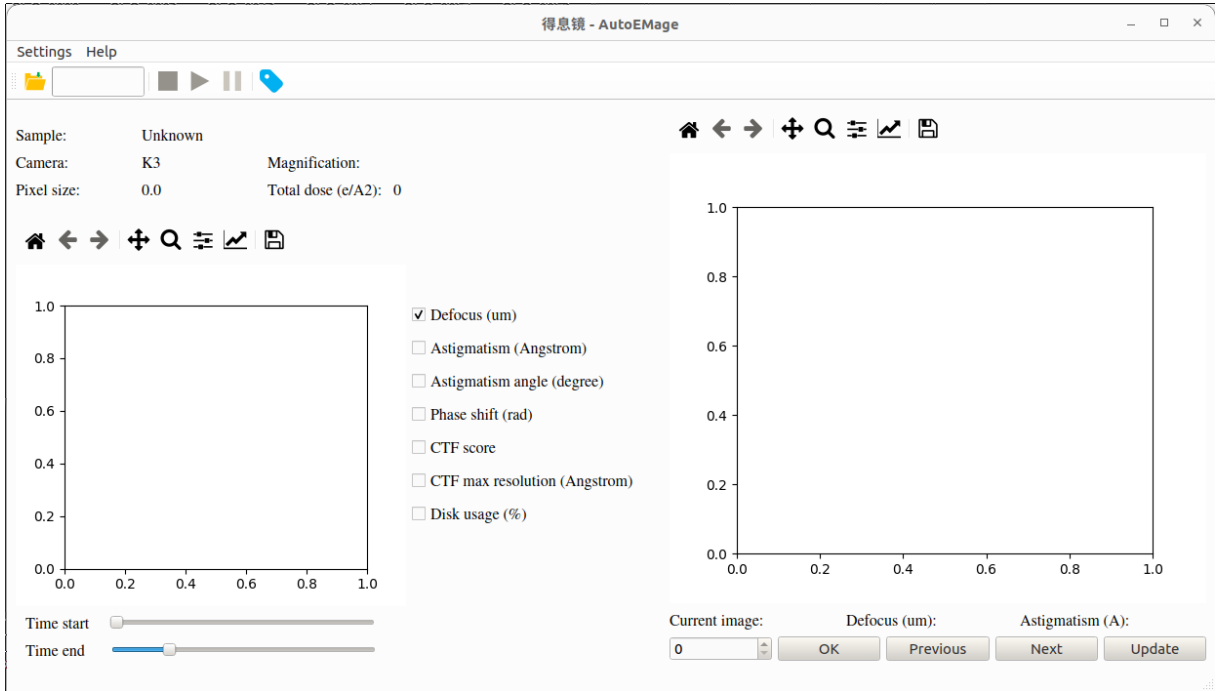 得息镜 - AutoEMage
Settings Help
Sample: Unknown
Camera: K3 Magnification:
Pixel size: 0.0 Total dose (e/A2): 0
1.0
0.8
0.6
0.4
0.2
0.0
0.0 0.2 0.4 0.6 0.8 1.0
Defocus (um)
Astigmatism (Angstrom)
Astigmatism angle (degree)
Phase shift (rad)
CTF score
CTF max resolution (Angstrom)
Disk usage (%)
Time start
Time end
1.0
0.8
0.6
0.4
0.2
0.0
0.0 0.2 0.4 0.6 0.8 1.0
Current image: Defocus (um): Astigmatism (A):
0 OK Previous Next Update